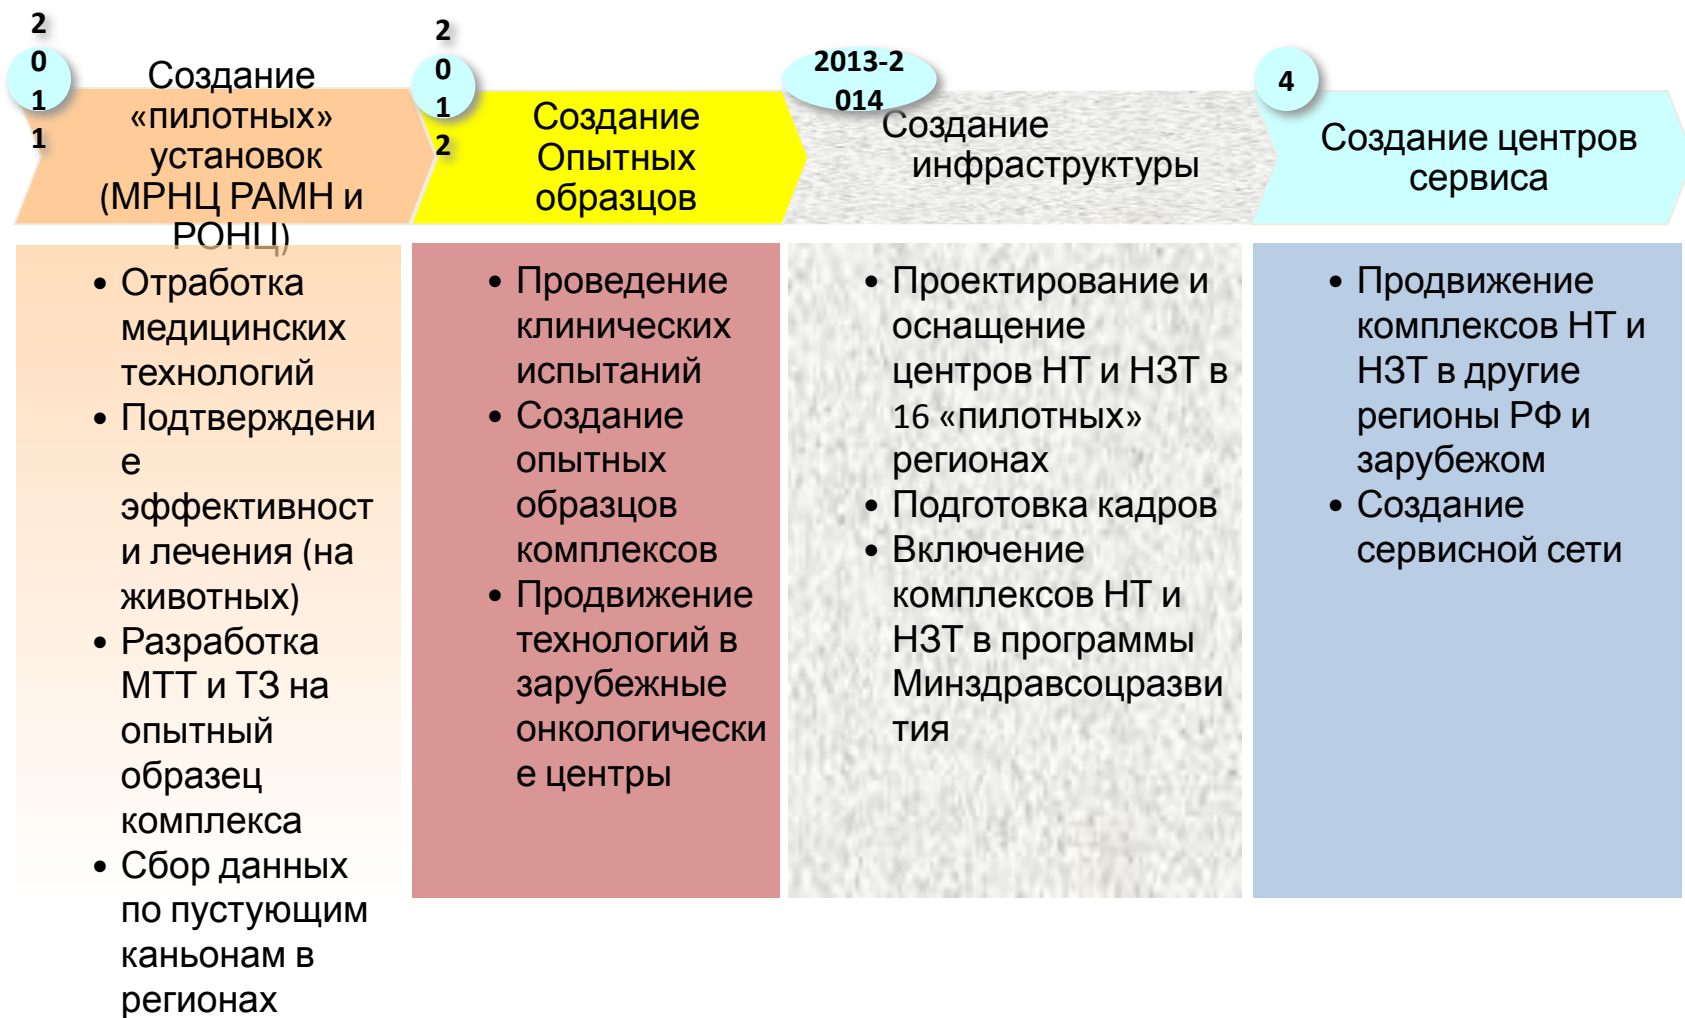 2
0
1
1
Создание
«пилотных»
установок
(МРНЦ РАМН и
РОНЦ)
• Отработка
медицинских
технологий
• Подтверждени
е
эффективност
и лечения (на
животных)
• Разработка
МТТ и ТЗ на
опытный
образец
комплекса
• Сбор данных
по пустующим
каньонам в
регионах
2
0
1
2
Создание
Опытных
образцов
• Проведение
клинических
испытаний
• Создание
опытных
образцов
комплексов
• Продвижение
технологий в
зарубежные
онкологически
е центры
2013-2
014
Создание
инфраструктуры
• Проектирование и
оснащение
центров НТ и НЗТ в
16 «пилотных»
регионах
• Подготовка кадров
• Включение
комплексов НТ и
НЗТ в программы
Минздравсоцразви
тия
4
Создание центров
сервиса
• Продвижение
комплексов НТ и
НЗТ в другие
регионы РФ и
зарубежом
• Создание
сервисной сети